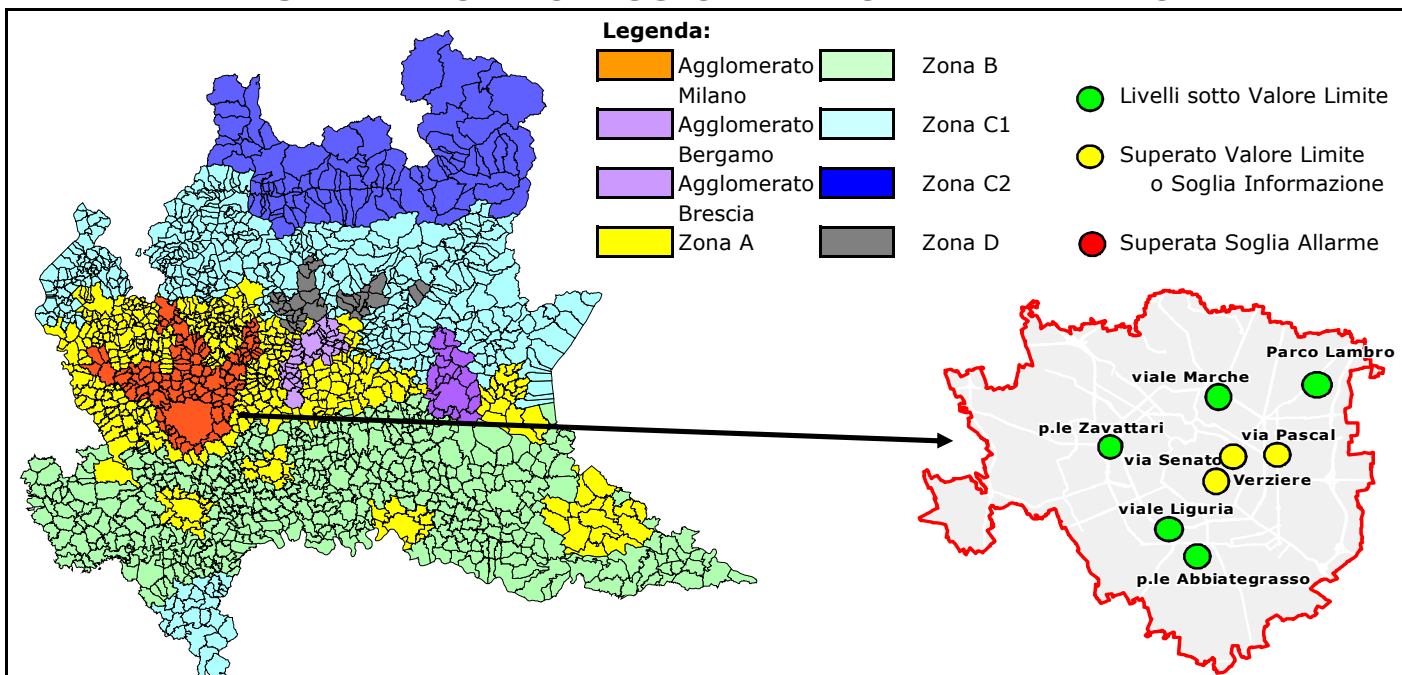 Legenda:
Agglomerato
Milano
Agglomerato
Bergamo
Agglomerato
Brescia
Zona A
Zona B
Zona C1
Zona C2
Zona D
Livelli sotto Valore Limite
Superato Valore Limite
o Soglia Informazione
Superata Soglia Allarme
Parco Lambro
viale Marche
p.le Zavattari
via Pascal
via Senato
Verziere
viale Liguria
p.le Abbiategrasso